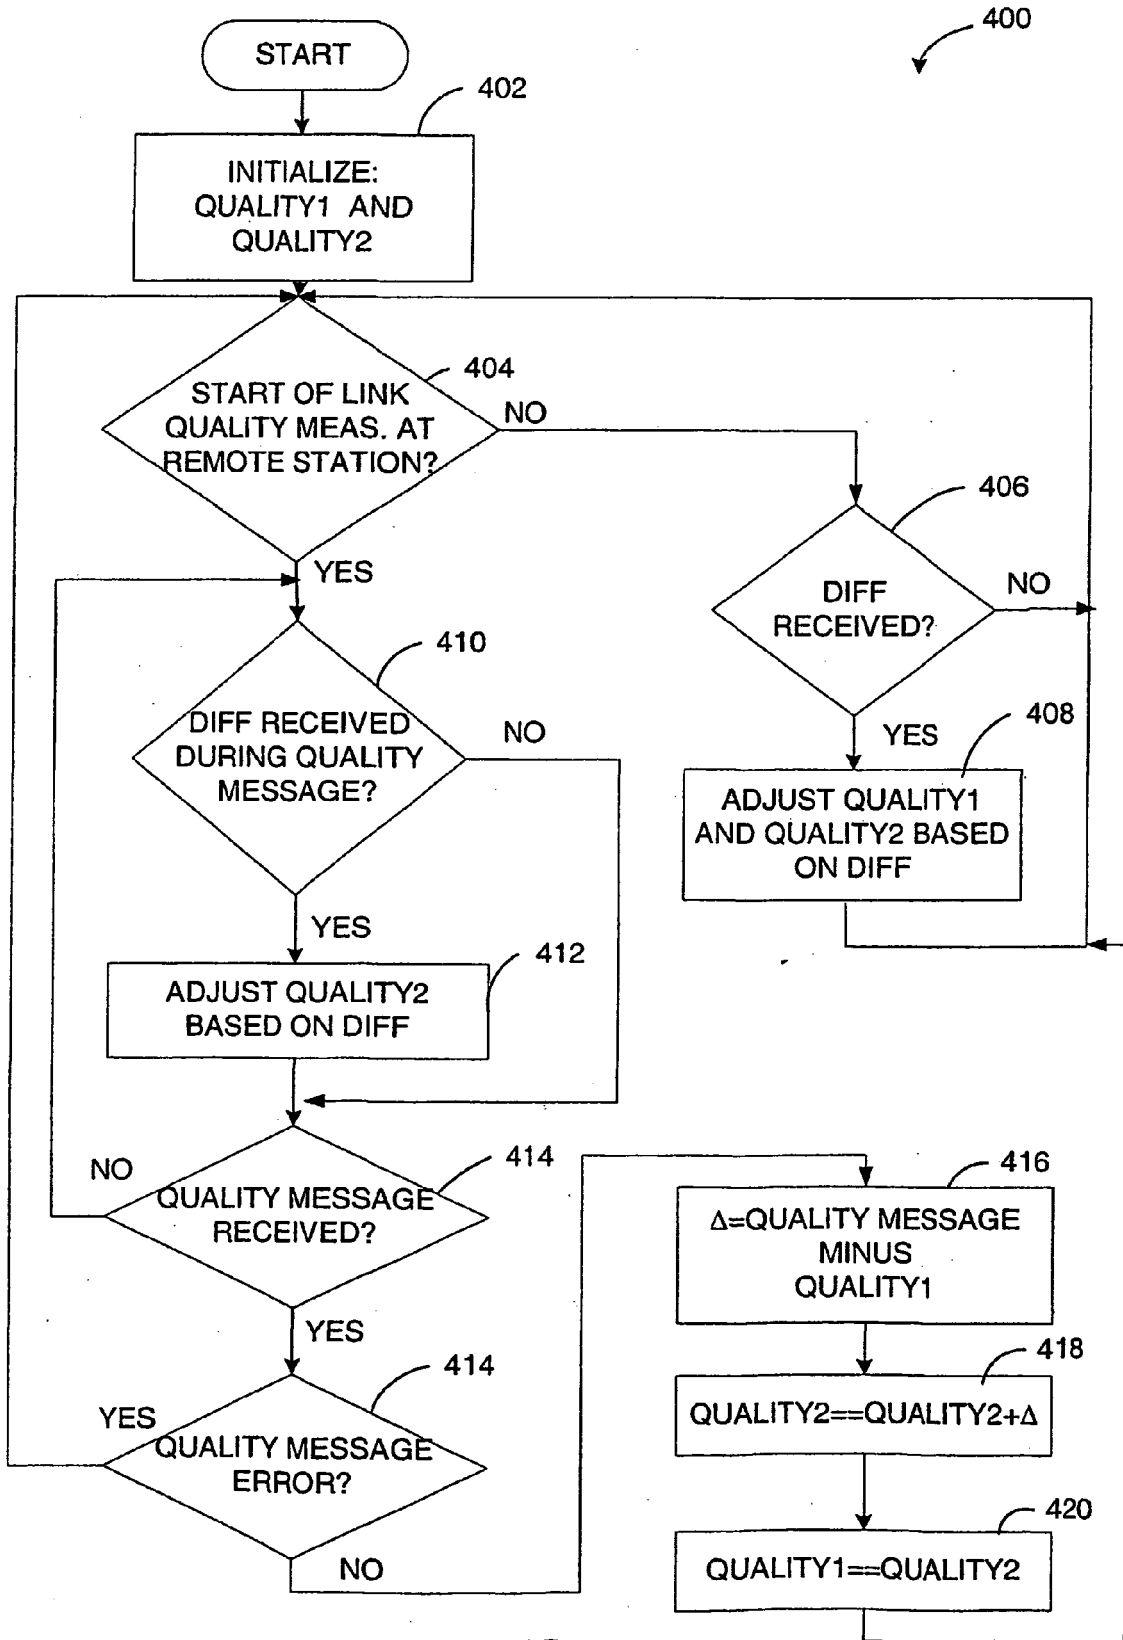 400
START
402
INITIALIZE:
QUALITY1 AND
QUALITY2
404
START OF LINK
QUALITY MEAS. AT
REMOTE STATION?
NO
YES
406
DIFF
RECEIVED?
NO
YES
408
ADJUST QUALITY1
AND QUALITY2 BASED
ON DIFF
410
DIFF RECEIVED
DURING QUALITY
MESSAGE?
NO
YES
412
ADJUST QUALITY2
BASED ON DIFF
414
QUALITY MESSAGE
RECEIVED?
NO
YES
414
QUALITY MESSAGE
ERROR?
YES
NO
416
Δ=QUALITY MESSAGE
MINUS
QUALITY1
418
QUALITY2==QUALITY2+Δ
420
QUALITY1==QUALITY2